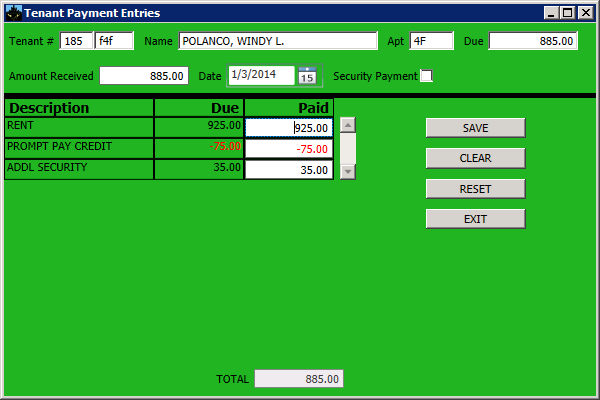 Tenant Payment Entries
Tenant # 185 f4f Name POLANCO, WINDY L. Apt 4F Due 885.00
Amount Received 885.00 Date 1/3/2014 15 Security Payment
Description Due Paid
RENT 925.00 925.00
PROMPT PAY CREDIT -75.00 -75.00
ADDL SECURITY 35.00 35.00
SAVE
CLEAR
RESET
EXIT
TOTAL 885.00